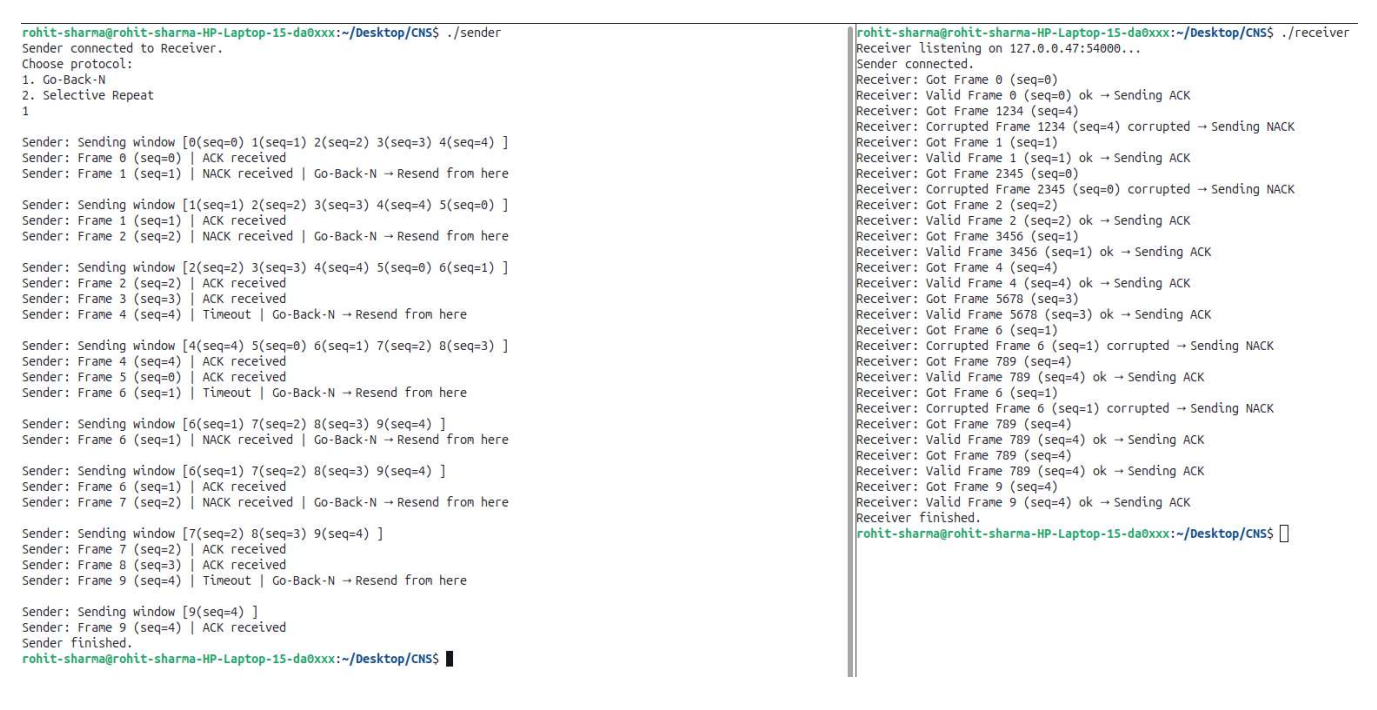 rohit-sharma@rohit-sharma-HP-Laptop-15-da0xxx:~/Desktop/CNS$ ./sender
Sender connected to Receiver.
Choose protocol:
1. Go-Back-N
2. Selective Repeat
1
Sender: Sending window [0(seq=0) 1(seq=1) 2(seq=2) 3(seq=3) 4(seq=4) ]
Sender: Frame 0 (seq=0) | ACK received
Sender: Frame 1 (seq=1) | NACK received | Go-Back-N → Resend from here
Sender: Sending window [1(seq=1) 2(seq=2) 3(seq=3) 4(seq=4) 5(seq=0) ]
Sender: Frame 1 (seq=1) | ACK received
Sender: Frame 2 (seq=2) | NACK received | Go-Back-N → Resend from here
Sender: Sending window [2(seq=2) 3(seq=3) 4(seq=4) 5(seq=0) 6(seq=1) ]
Sender: Frame 2 (seq=2) | ACK received
Sender: Frame 3 (seq=3) | ACK received
Sender: Frame 4 (seq=4) | Timeout | Go-Back-N → Resend from here
Sender: Sending window [4(seq=4) 5(seq=0) 6(seq=1) 7(seq=2) 8(seq=3) ]
Sender: Frame 4 (seq=4) | ACK received
Sender: Frame 5 (seq=0) | ACK received
Sender: Frame 6 (seq=1) | Timeout | Go-Back-N → Resend from here
Sender: Sending window [6(seq=1) 7(seq=2) 8(seq=3) 9(seq=4) ]
Sender: Frame 6 (seq=1) | NACK received | Go-Back-N → Resend from here
Sender: Sending window [6(seq=1) 7(seq=2) 8(seq=3) 9(seq=4) ]
Sender: Frame 6 (seq=1) | ACK received
Sender: Frame 7 (seq=2) | NACK received | Go-Back-N → Resend from here
Sender: Sending window [7(seq=2) 8(seq=3) 9(seq=4) ]
Sender: Frame 7 (seq=2) | ACK received
Sender: Frame 8 (seq=3) | ACK received
Sender: Frame 9 (seq=4) | Timeout | Go-Back-N → Resend from here
Sender: Sending window [9(seq=4) ]
Sender: Frame 9 (seq=4) | ACK received
Sender finished.
rohit-sharma@rohit-sharma-HP-Laptop-15-da0xxx:~/Desktop/CNS$
rohit-sharma@rohit-sharma-HP-Laptop-15-da0xxx:~/Desktop/CNS$ ./receiver
Receiver listening on 127.0.0.47:54000...
Sender connected.
Receiver: Got Frame 0 (seq=0)
Receiver: Valid Frame 0 (seq=0) ok → Sending ACK
Receiver: Got Frame 1234 (seq=4)
Receiver: Corrupted Frame 1234 (seq=4) corrupted → Sending NACK
Receiver: Got Frame 1 (seq=1)
Receiver: Valid Frame 1 (seq=1) ok → Sending ACK
Receiver: Got Frame 2345 (seq=0)
Receiver: Corrupted Frame 2345 (seq=0) corrupted → Sending NACK
Receiver: Got Frame 2 (seq=2)
Receiver: Valid Frame 2 (seq=2) ok → Sending ACK
Receiver: Got Frame 3456 (seq=1)
Receiver: Valid Frame 3456 (seq=1) ok → Sending ACK
Receiver: Got Frame 4 (seq=4)
Receiver: Valid Frame 4 (seq=4) ok → Sending ACK
Receiver: Got Frame 5678 (seq=3)
Receiver: Valid Frame 5678 (seq=3) ok → Sending ACK
Receiver: Got Frame 6 (seq=1)
Receiver: Corrupted Frame 6 (seq=1) corrupted → Sending NACK
Receiver: Got Frame 789 (seq=4)
Receiver: Valid Frame 789 (seq=4) ok → Sending ACK
Receiver: Got Frame 6 (seq=1)
Receiver: Corrupted Frame 6 (seq=1) corrupted → Sending NACK
Receiver: Got Frame 789 (seq=4)
Receiver: Valid Frame 789 (seq=4) ok → Sending ACK
Receiver: Got Frame 789 (seq=4)
Receiver: Valid Frame 789 (seq=4) ok → Sending ACK
Receiver: Got Frame 9 (seq=4)
Receiver: Valid Frame 9 (seq=4) ok → Sending ACK
Receiver finished.
rohit-sharma@rohit-sharma-HP-Laptop-15-da0xxx:~/Desktop/CNS$